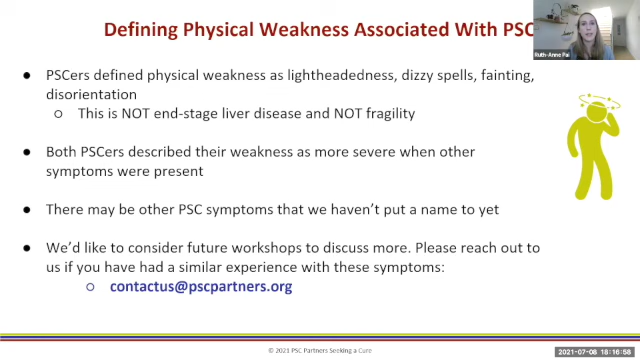 Defining Physical Weakness Associated With PSC
Ruth-Anne Pai
● PSCers defined physical weakness as lightheadedness, dizzy spells, fainting,
disorientation
○ This is NOT end-stage liver disease and NOT fragility
● Both PSCers described their weakness as more severe when other
symptoms were present
● There may be other PSC symptoms that we haven't put a name to yet
● We'd like to consider future workshops to discuss more. Please reach out to
us if you have had a similar experience with these symptoms:
○ contactus@pscpartners.org
© 2021 PSC Partners Seeking a Cure
2021-07-08 18:16:58